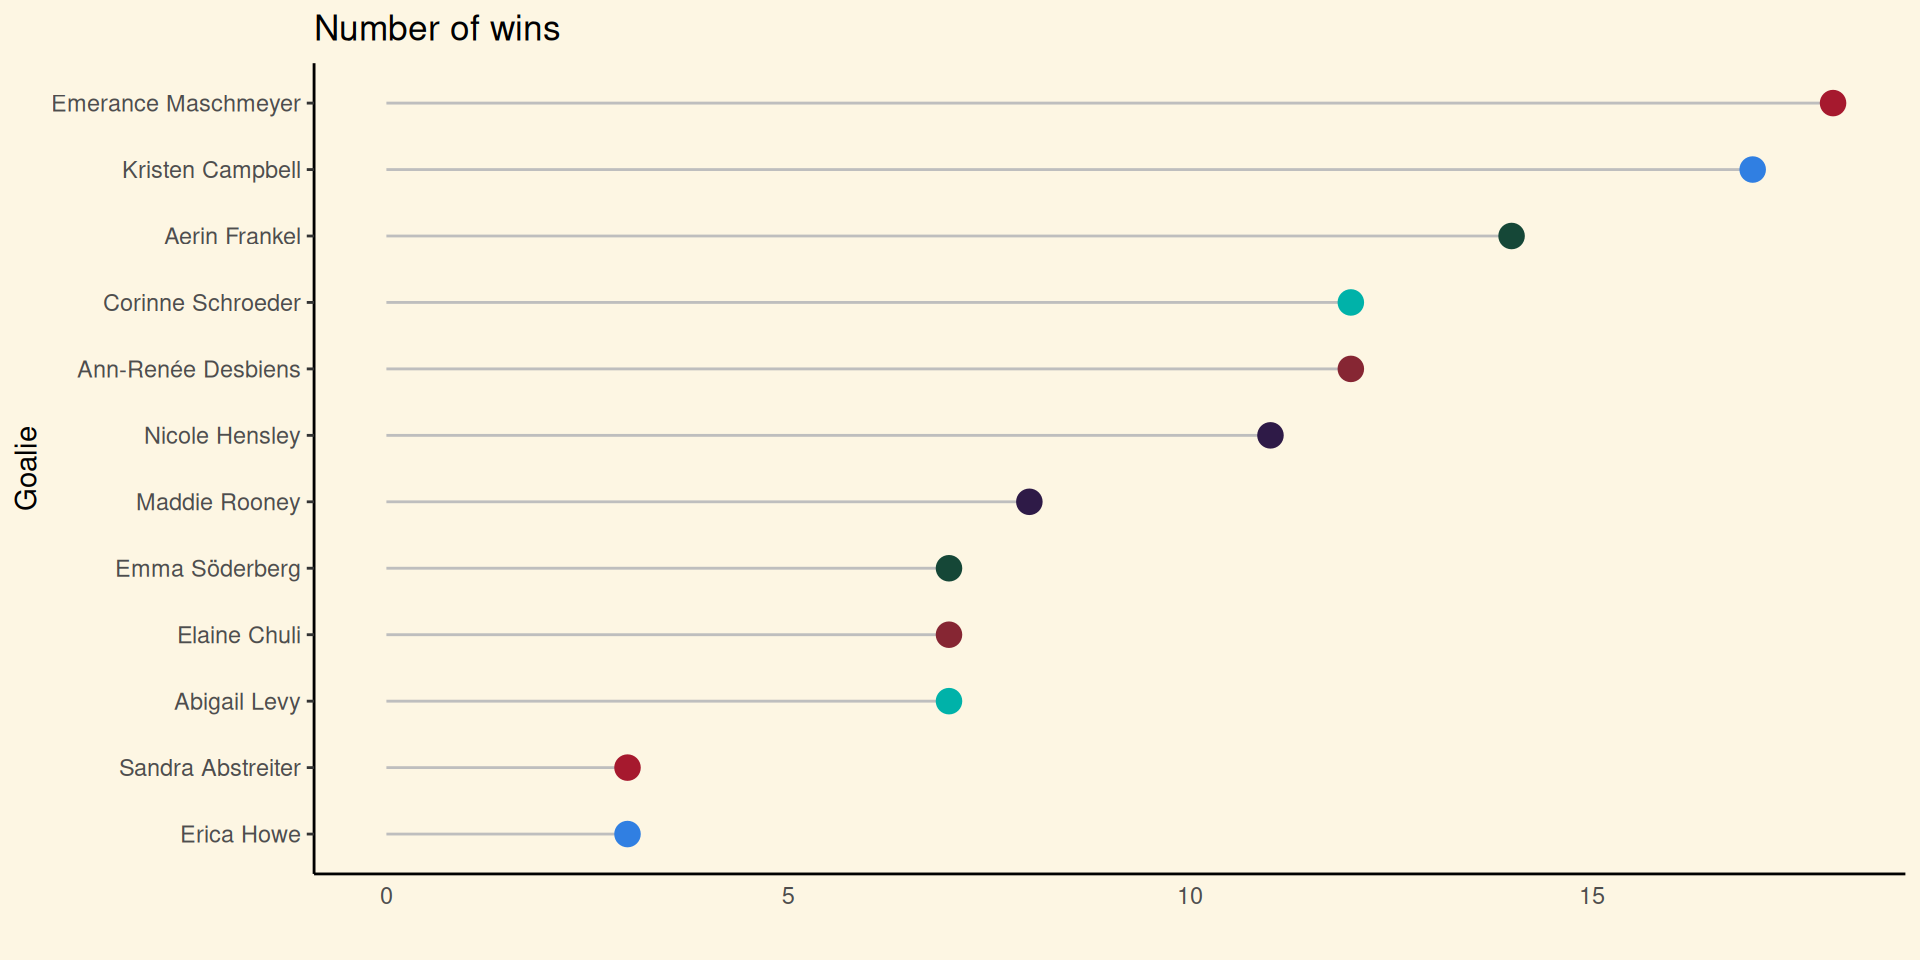 Number of wins
Goalie
Emerance Maschmeyer
Kristen Campbell
Aerin Frankel
Corinne Schroeder
Ann-Renée Desbiens
Nicole Hensley
Maddie Rooney
Emma Söderberg
Elaine Chuli
Abigail Levy
Sandra Abstreiter
Erica Howe
0 5 10 15